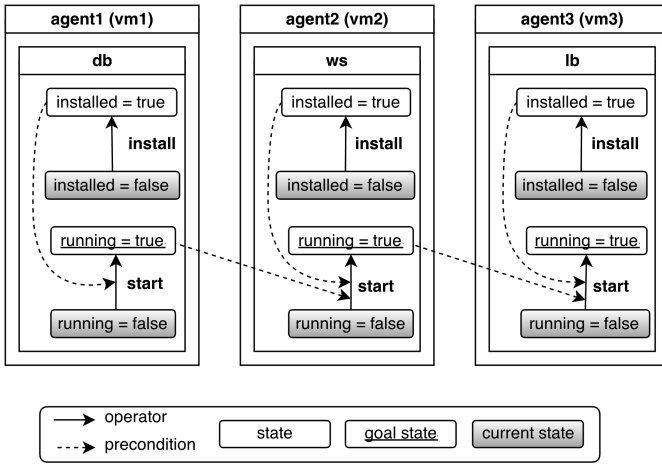 agent1 (vm1)
db
installed = true
install
installed = false
running = true
start
running = false
agent2 (vm2)
ws
installed = true
install
installed = false
running = true
start
running = false
agent3 (vm3)
lb
installed = true
install
installed = false
running = true
start
running = false
operator
precondition
state
goal state
current state